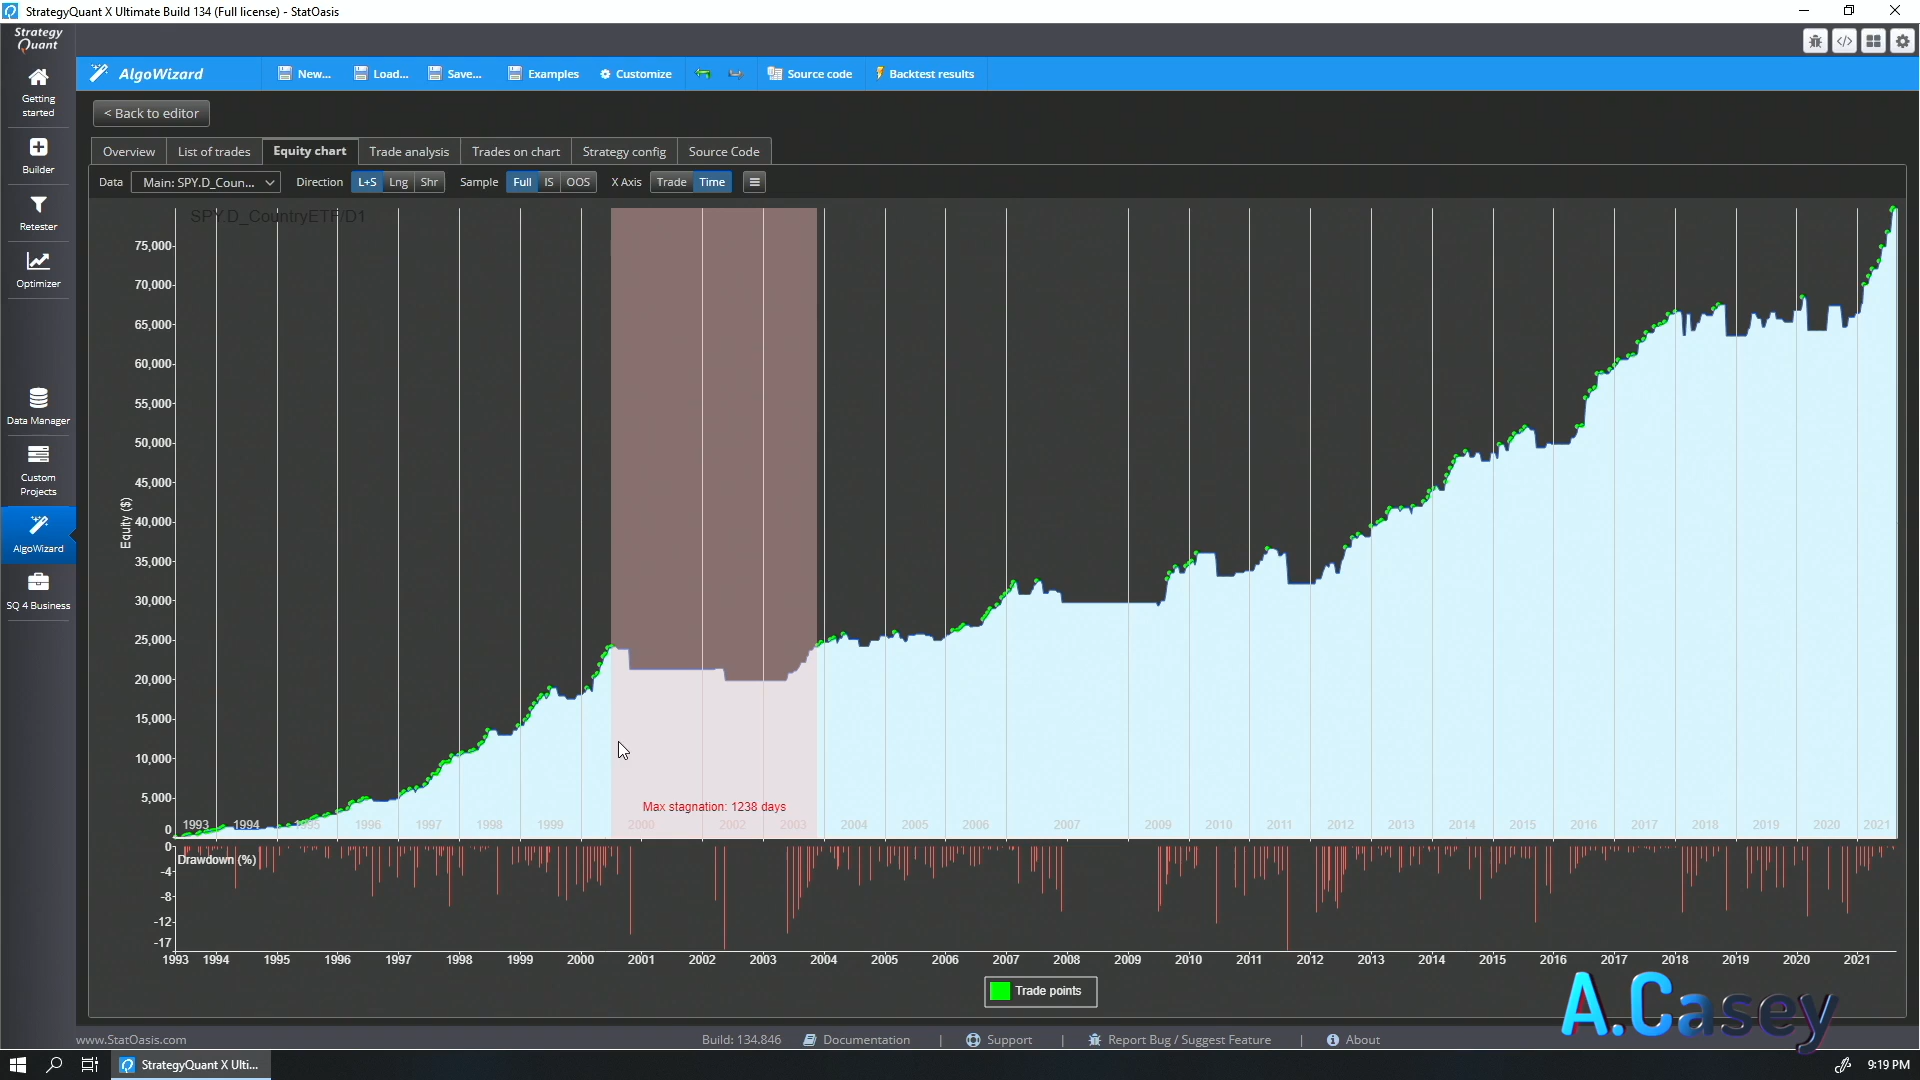 StrategyQuant X Ultimate Build 134 (Full license) - StatOasis
Strategy
Quant
AlgoWizard
New...
Load...
Save...
Examples
Customize
Source code
Backtest results
Getting
started
< Back to editor
Builder
Overview
List of trades
Equity chart
Trade analysis
Trades on chart
Strategy config
Source Code
Data
Main: SPY.D_Coun...
Direction
L+S
Lng
Shr
Sample
Full
IS
OOS
X Axis
Trade
Time
Retester
Optimizer
Data Manager
Custom
Projects
AlgoWizard
SQ 4 Business
SPY.D_CountryETF/D1
75,000
70,000
65,000
60,000
55,000
50,000
45,000
40,000
35,000
30,000
25,000
20,000
15,000
10,000
5,000
0
Equity ($)
Max stagnation: 1238 days
1993 1994 1995 1996 1997 1998 1999 2000 2002 2003 2004 2005 2006 2007 2009 2010 2011 2012 2013 2014 2015 2016 2017 2018 2019 2020 2021
Drawdown (%)
0
-4
-8
-12
-17
1993 1994 1995 1996 1997 1998 1999 2000 2001 2002 2003 2004 2005 2006 2007 2008 2009 2010 2011 2012 2013 2014 2015 2016 2017 2018 2019 2020 2021
Trade points
A.Casey
www.StatOasis.com
Build: 134.846
Documentation
|
Support
|
Report Bug / Suggest Feature
|
About
StrategyQuant X Ulti...
9:19 PM